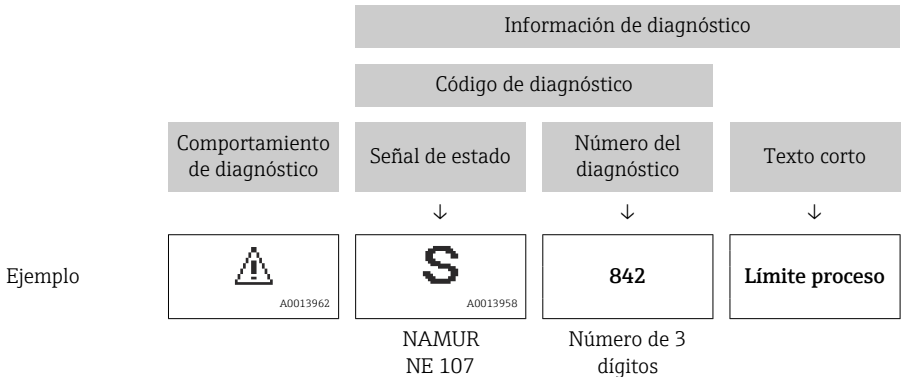 Información de diagnóstico
Código de diagnóstico
Comportamiento
de diagnóstico
Señal de estado
Número del
diagnóstico
Texto corto
↓
↓
↓
Ejemplo
A0013962
S
A0013958
842
Límite proceso
NAMUR
NE 107
Número de 3
dígitos